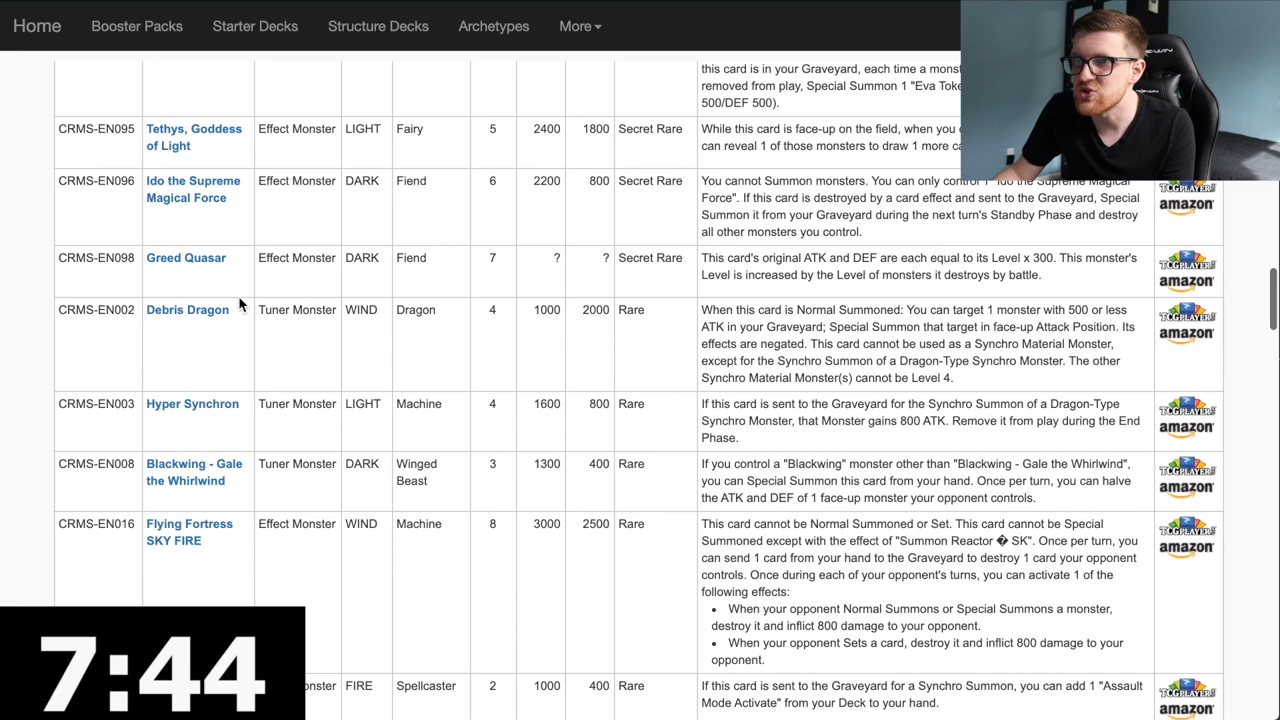 Home Booster Packs Starter Decks Structure Decks Archetypes More
this card is in your Graveyard, each time a monst
removed from play, Special Summon 1 "Eva Toke
500/DEF 500).
CRMS-EN095 Tethys, Goddess of Light Effect Monster LIGHT Fairy 5 2400 1800 Secret Rare While this card is face-up on the field, when you
can reveal 1 of those monsters to draw 1 more ca
CRMS-EN096 Ido the Supreme Magical Force Effect Monster DARK Fiend 6 2200 800 Secret Rare You cannot Summon monsters. You can only control 1 "Ido the Supreme Magical
Force". If this card is destroyed by a card effect and sent to the Graveyard, Special
Summon it from your Graveyard during the next turn's Standby Phase and destroy
all other monsters you control.
TCGPLAYER
amazon
CRMS-EN098 Greed Quasar Effect Monster DARK Fiend 7 ? ? Secret Rare This card's original ATK and DEF are each equal to its Level x 300. This monster's
Level is increased by the Level of monsters it destroys by battle.
TCGPLAYER
amazon
CRMS-EN002 Debris Dragon Tuner Monster WIND Dragon 4 1000 2000 Rare When this card is Normal Summoned: You can target 1 monster with 500 or less
ATK in your Graveyard; Special Summon that target in face-up Attack Position. Its
effects are negated. This card cannot be used as a Synchro Material Monster,
except for the Synchro Summon of a Dragon-Type Synchro Monster. The other
Synchro Material Monster(s) cannot be Level 4.
TCGPLAYER
amazon
CRMS-EN003 Hyper Synchron Tuner Monster LIGHT Machine 4 1600 800 Rare If this card is sent to the Graveyard for the Synchro Summon of a Dragon-Type
Synchro Monster, that Monster gains 800 ATK. Remove it from play during the End
Phase.
TCGPLAYER
amazon
CRMS-EN008 Blackwing - Gale the Whirlwind Tuner Monster DARK Winged Beast 3 1300 400 Rare If you control a "Blackwing" monster other than "Blackwing - Gale the Whirlwind",
you can Special Summon this card from your hand. Once per turn, you can halve
the ATK and DEF of 1 face-up monster your opponent controls.
TCGPLAYER
amazon
CRMS-EN016 Flying Fortress SKY FIRE Effect Monster WIND Machine 8 3000 2500 Rare This card cannot be Normal Summoned or Set. This card cannot be Special
Summoned except with the effect of "Summon Reactor � SK". Once per turn, you
can send 1 card from your hand to the Graveyard to destroy 1 card your opponent
controls. Once during each of your opponent's turns, you can activate 1 of the
following effects:
• When your opponent Normal Summons or Special Summons a monster,
destroy it and inflict 800 damage to your opponent.
• When your opponent Sets a card, destroy it and inflict 800 damage to your
opponent.
TCGPLAYER
amazon
onster FIRE Spellcaster 2 1000 400 Rare If this card is sent to the Graveyard for a Synchro Summon, you can add 1 "Assault
Mode Activate" from your Deck to your hand.
TCGPLAYER
amazon
7:44